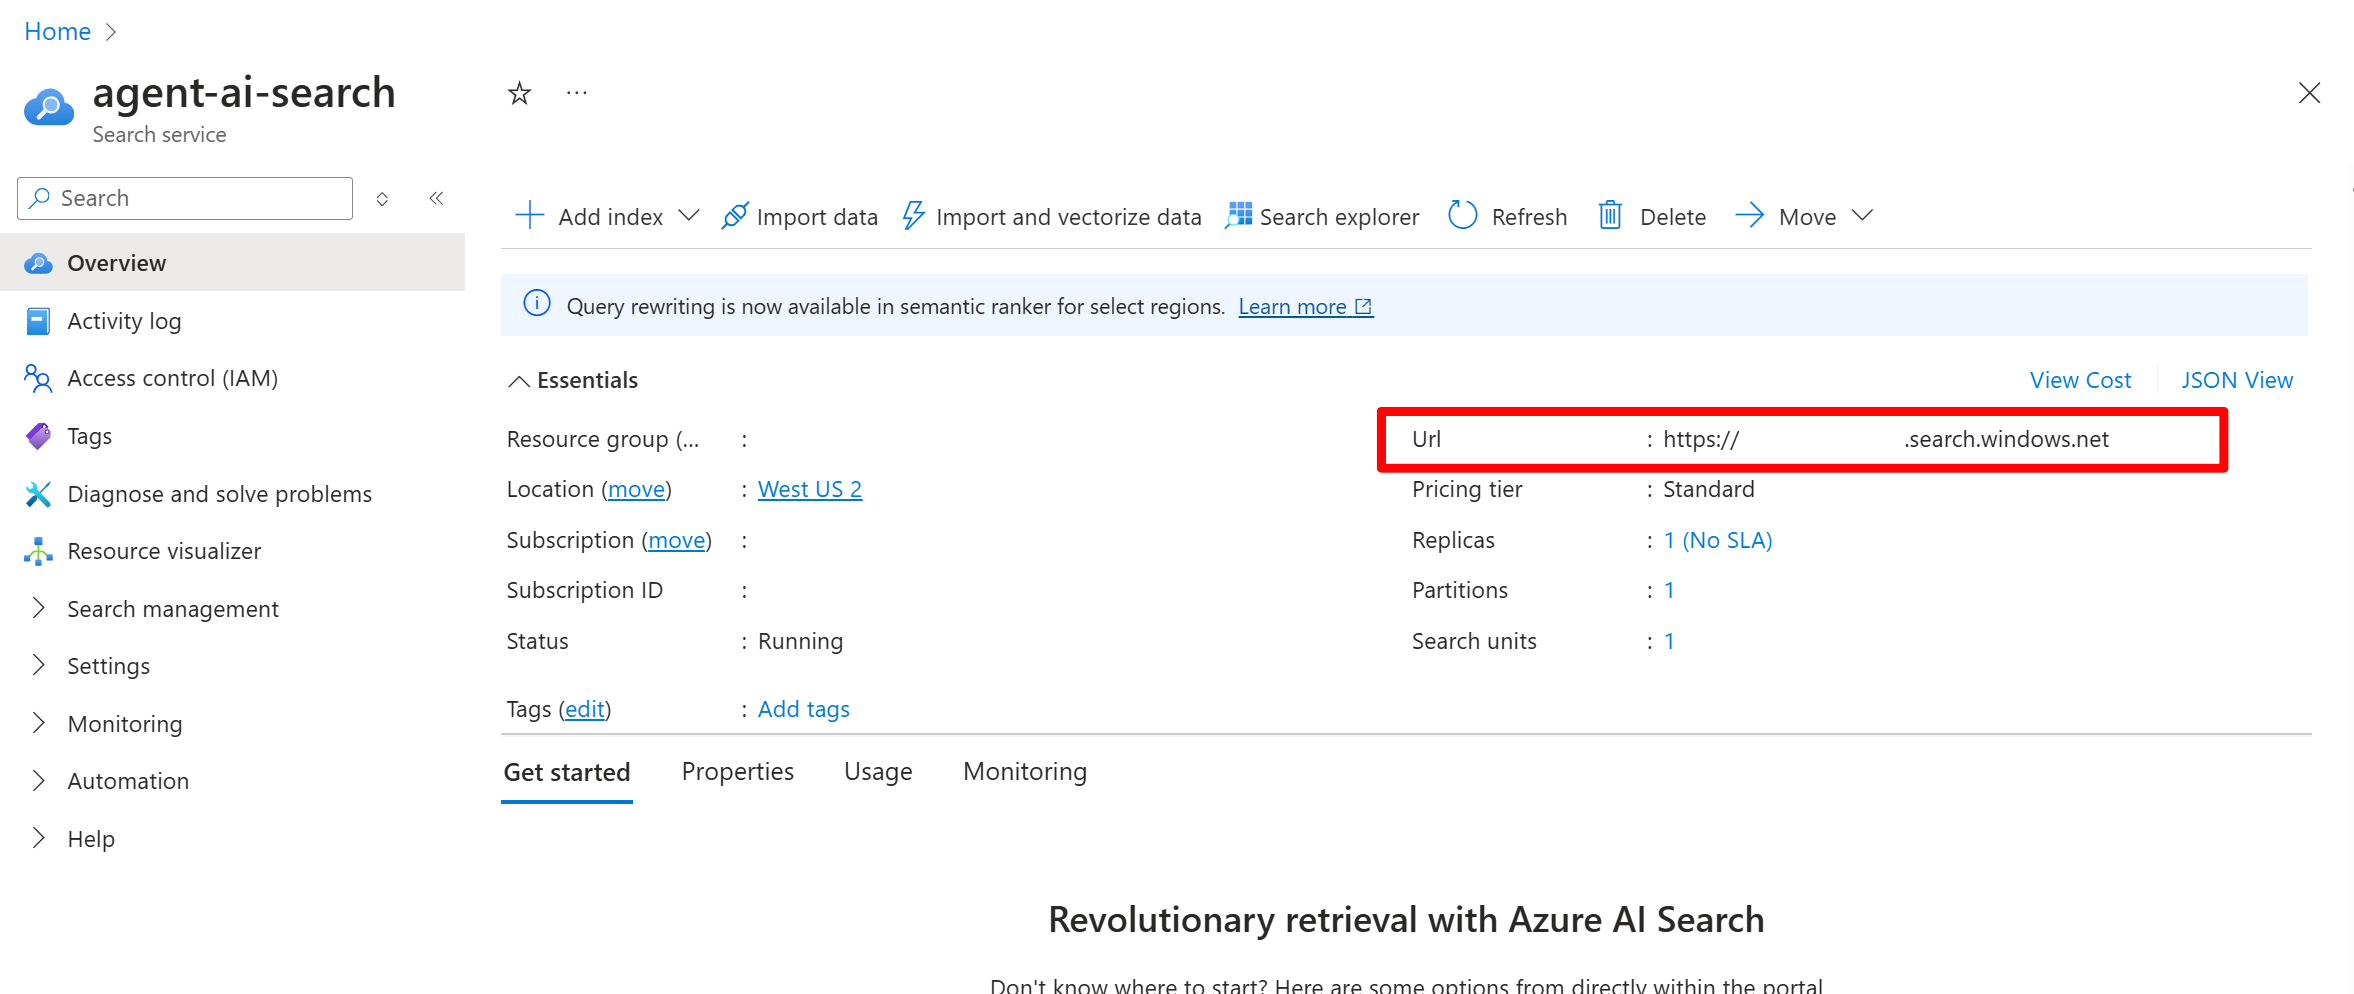 Home
agent-ai-search
Search service
Search
Overview
Activity log
Access control (IAM)
Tags
Diagnose and solve problems
Resource visualizer
Search management
Settings
Monitoring
Automation
Help
Add index Import data Import and vectorize data Search explorer Refresh Delete Move
Query rewriting is now available in semantic ranker for select regions. Learn more
Essentials
View Cost JSON View
Resource group (... :
Location (move) : West US 2
Subscription (move) :
Subscription ID :
Status : Running
Tags (edit) : Add tags
Url : https:// .search.windows.net
Pricing tier : Standard
Replicas : 1 (No SLA)
Partitions : 1
Search units : 1
Get started Properties Usage Monitoring
Revolutionary retrieval with Azure AI Search
Don't know where to start? Here are some options from directly within the portal